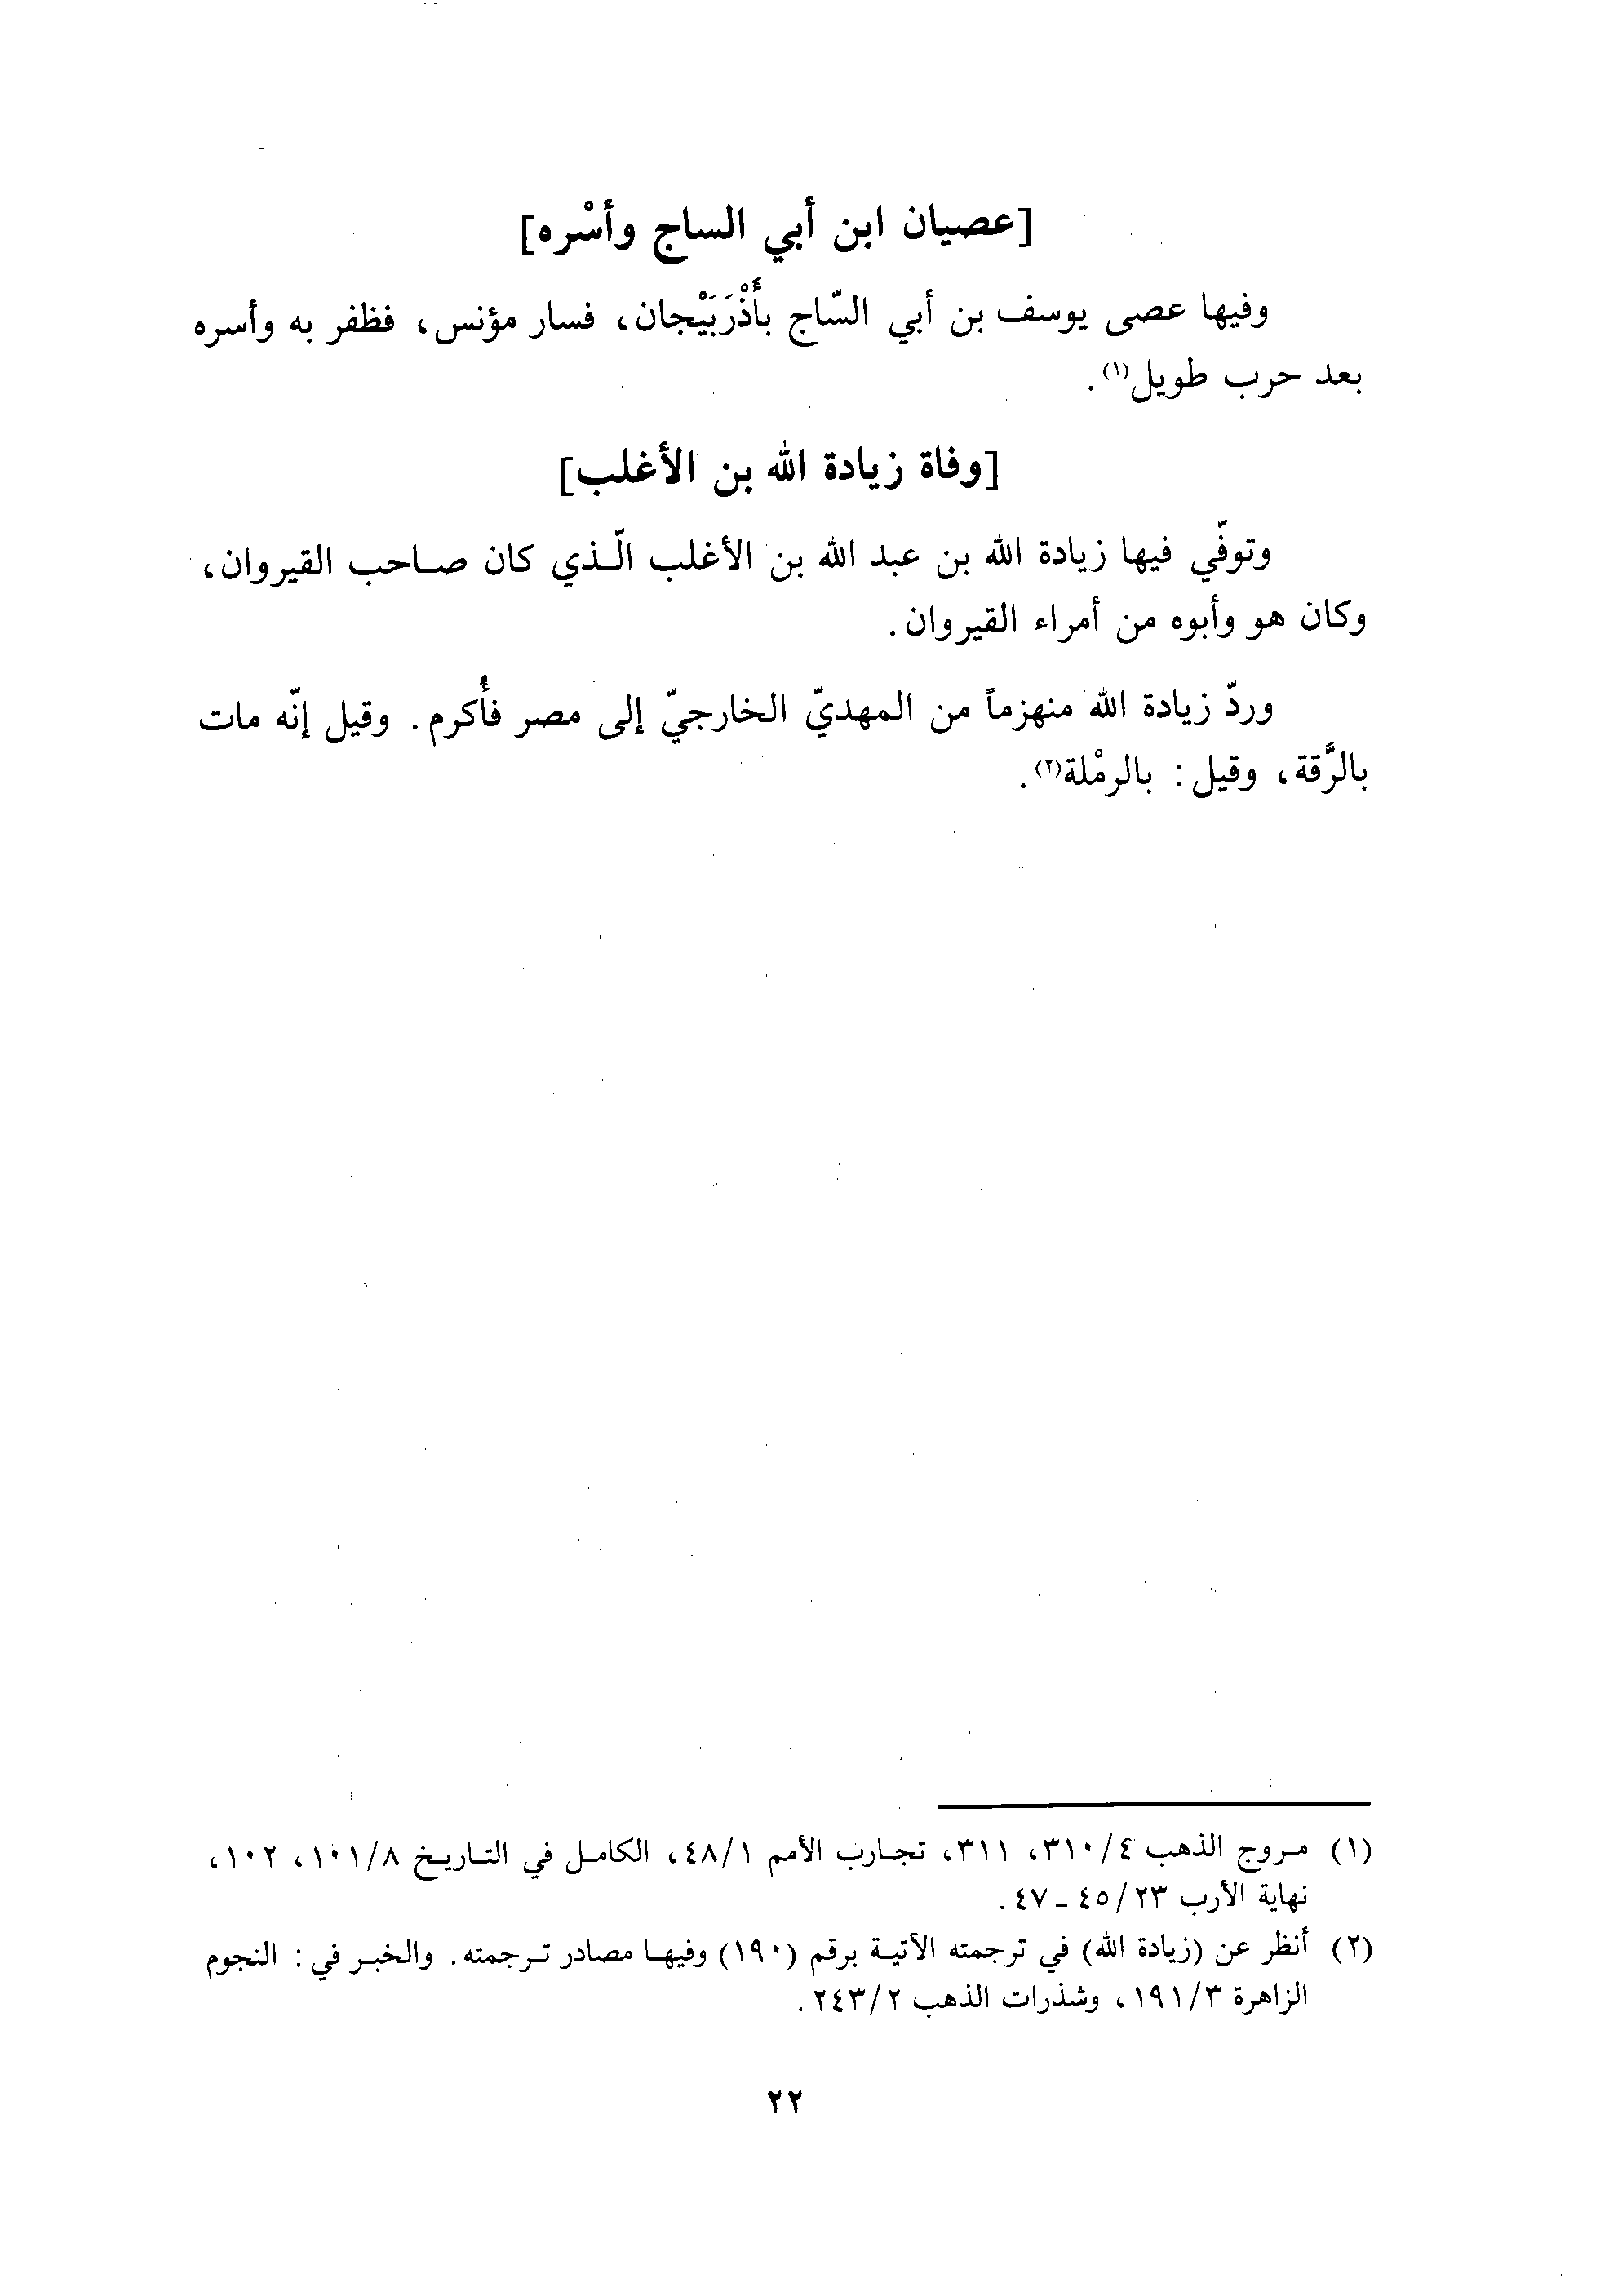 [عصيان ابن أبي الساج وأسْره]
وفيها عصى يوسف بن أبي السّاج بأَذْرَبَيْجان، فسار مؤنس، فظفر به وأسره
بعد حرب طويل(١).
[وفاة زيادة الله بن الأغلب]
وتوفّي فيها زيادة الله بن عبد الله بن الأغلب الّذي كان صاحب القيروان،
وكان هو وأبوه من أمراء القيروان.
وردّ زيادة الله منهزماً من المهديّ الخارجيّ إلى مصر فأُكرم. وقيل إنّه مات
بالرَّقة، وقيل: بالرمْلة(٢).
(١) مروج الذهب ٣١٠/٤، ٣١١، تجارب الأمم ٤٨/١، الكامل في التاريخ ١٠١/٨، ١٠٢،
نهاية الأرب ٤٥/٢٣ ـ ٤٧.
(٢) أنظر عن (زيادة الله) في ترجمته الآتية برقم (١٩٠) وفيها مصادر ترجمته. والخبر في: النجوم
الزاهرة ١٩١/٣، وشذرات الذهب ٢٤٣/٢.
٢٢